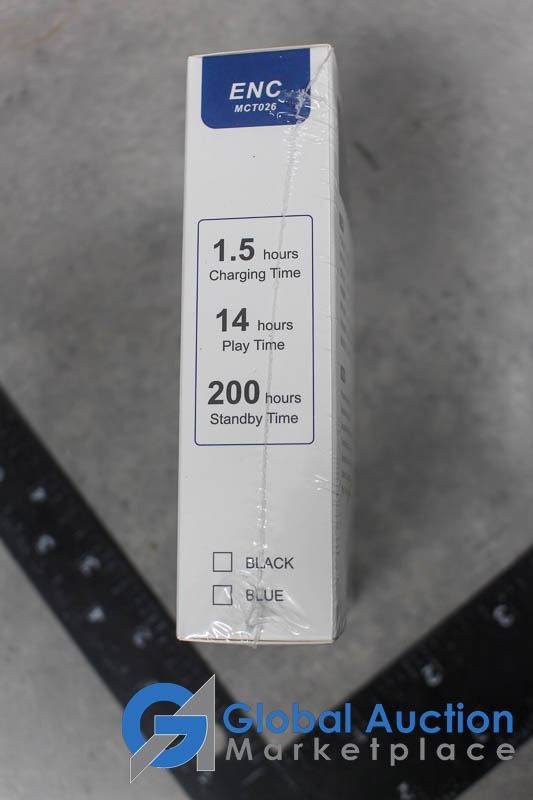 ENC
MCT026
1.5 hours
Charging Time
14 hours
Play Time
200 hours
Standby Time
BLACK
BLUE
Global Auction
Marketplace